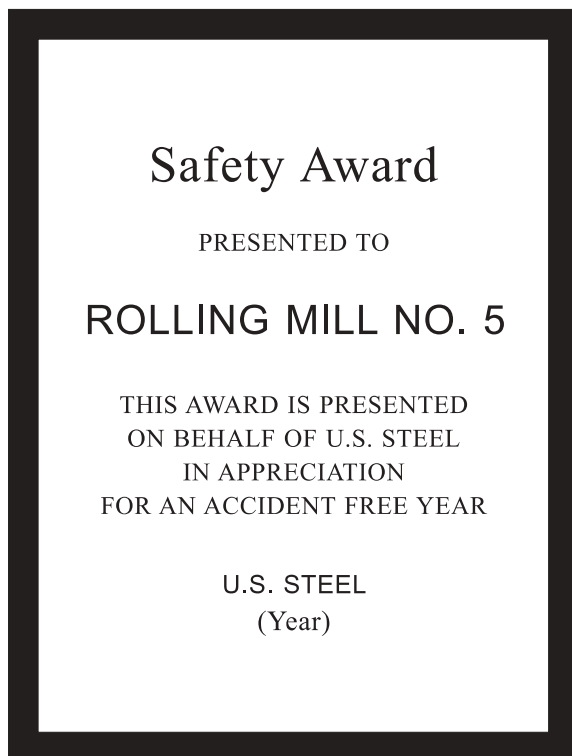 Safety Award
PRESENTED TO
ROLLING MILL NO. 5
THIS AWARD IS PRESENTED
ON BEHALF OF U.S. STEEL
IN APPRECIATION
FOR AN ACCIDENT FREE YEAR
U.S. STEEL
(Year)